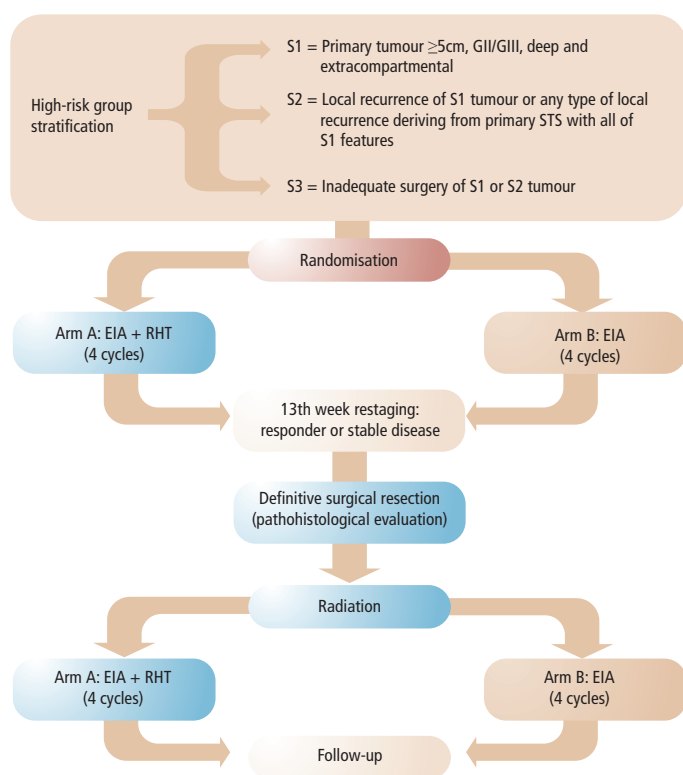 S1 = Primary tumour ≥5cm, GII/GIII, deep and
extracompartmental
High-risk group
stratification
S2 = Local recurrence of S1 tumour or any type of local
recurrence deriving from primary STS with all of
S1 features
S3 = Inadequate surgery of S1 or S2 tumour
Randomisation
Arm A: EIA + RHT
(4 cycles)
Arm B: EIA
(4 cycles)
13th week restaging:
responder or stable disease
Definitive surgical resection
(pathohistological evaluation)
Radiation
Arm A: EIA + RHT
(4 cycles)
Arm B: EIA
(4 cycles)
Follow-up